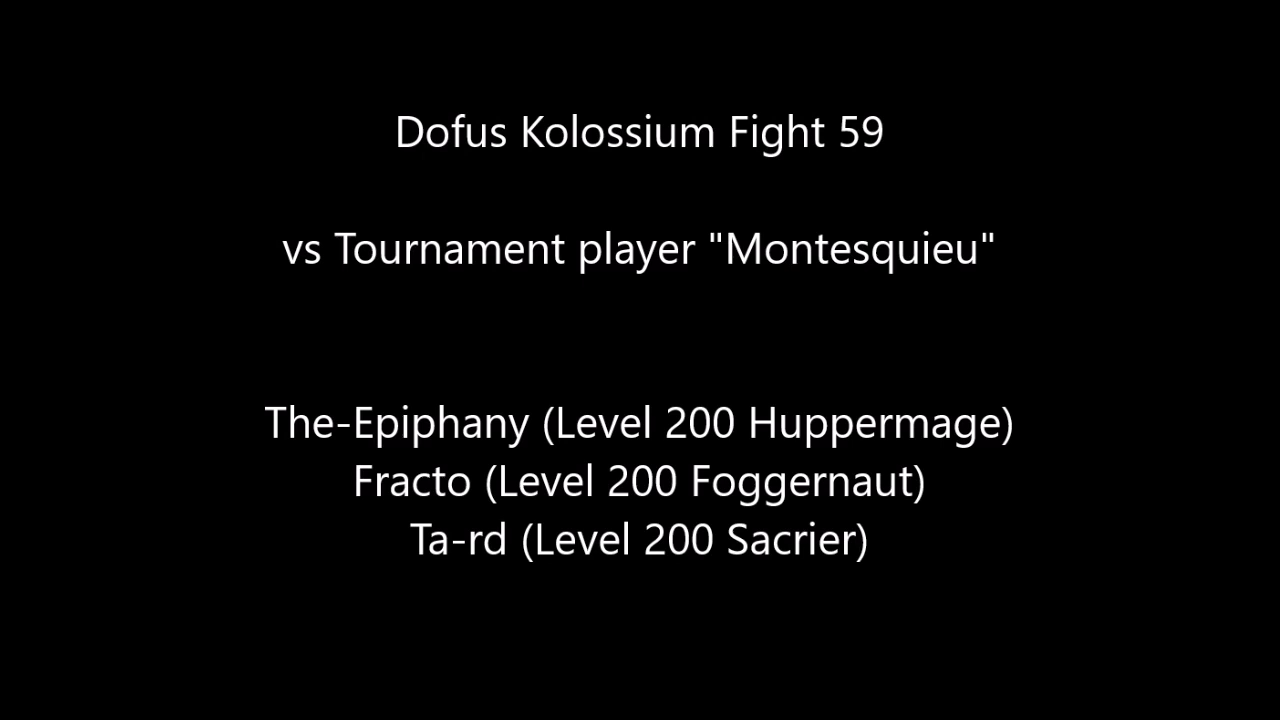 Dofus Kolossium Fight 59
vs Tournament player "Montesquieu"
The-Epiphany (Level 200 Huppermage)
Fracto (Level 200 Foggernaut)
Ta-rd (Level 200 Sacrier)